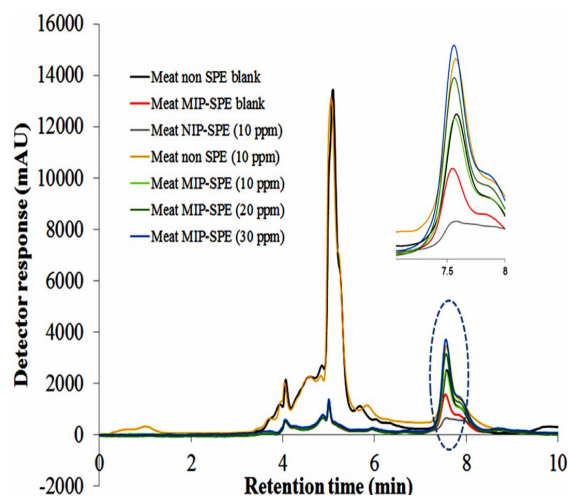 16000
14000
12000
10000
8000
6000
4000
2000
0
-2000
Detector response (mAU)
Meat non SPE blank
Meat MIP-SPE blank
Meat NIP-SPE (10 ppm)
Meat non SPE (10 ppm)
Meat MIP-SPE (10 ppm)
Meat MIP-SPE (20 ppm)
Meat MIP-SPE (30 ppm)
7.5 8
0 2 4 6 8 10
Retention time (min)